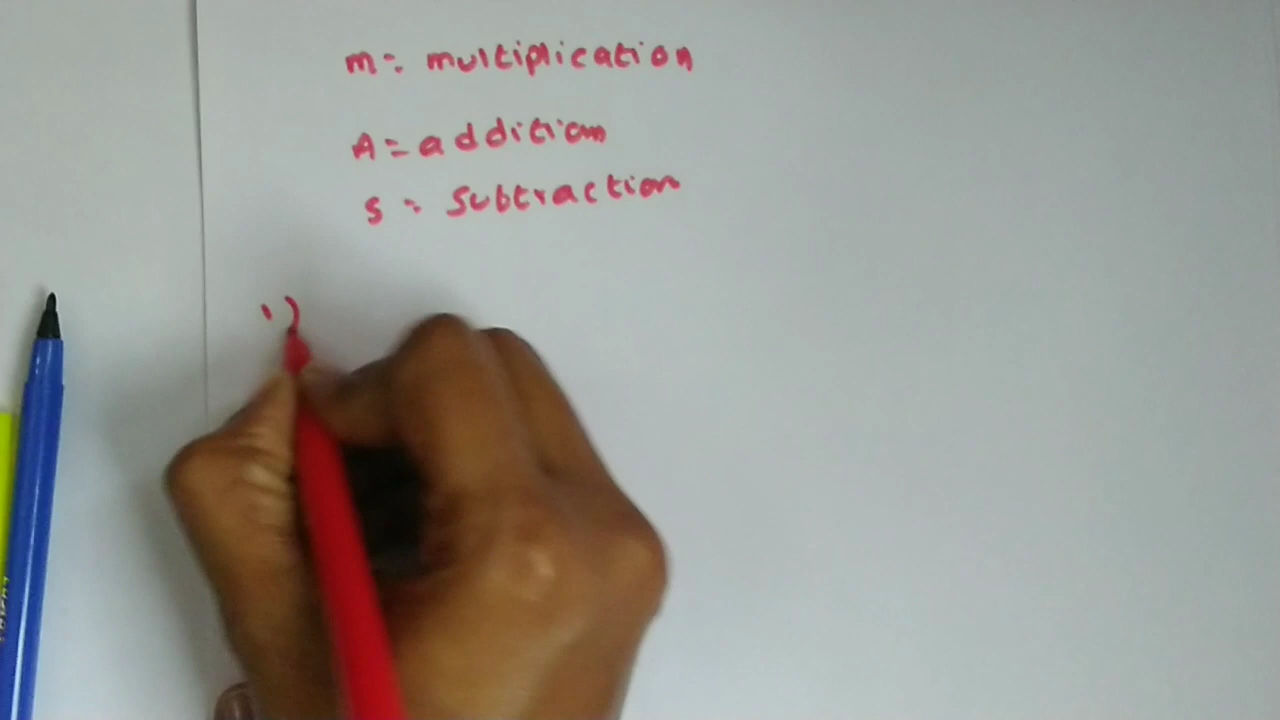 m = multiplication
A = addition
s = Subtraction
1)